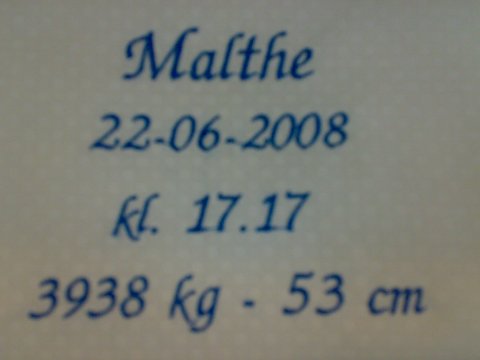 Malthe
22-06-2008
kl. 17.17
3938 kg - 53 cm